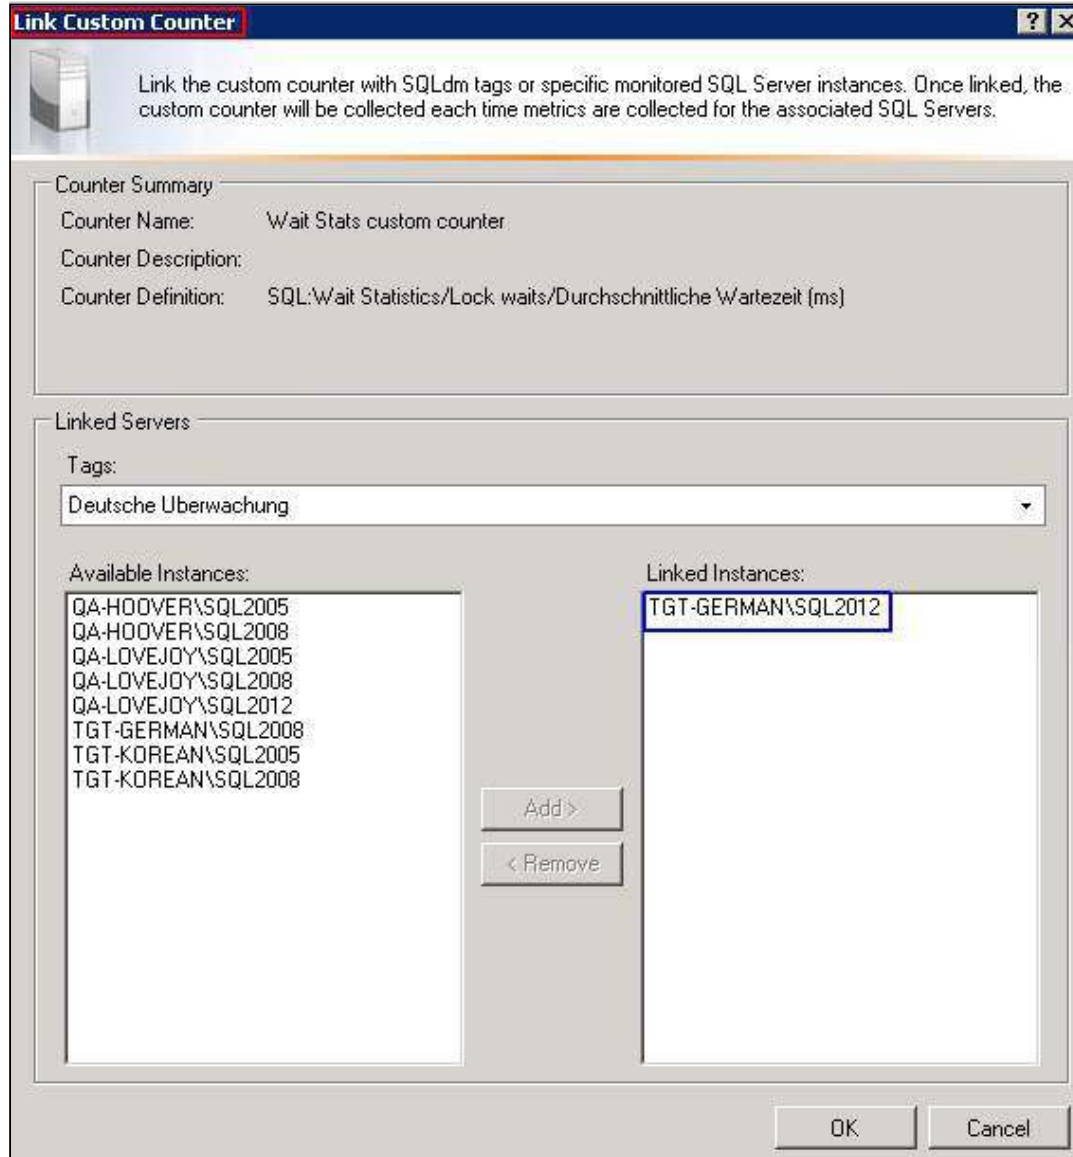 Link Custom Counter
Link the custom counter with SQLdm tags or specific monitored SQL Server instances. Once linked, the
custom counter will be collected each time metrics are collected for the associated SQL Servers.
Counter Summary
Counter Name: Wait Stats custom counter
Counter Description:
Counter Definition: SQL:Wait Statistics/Lock waits/Durchschnittliche Wartezeit (ms)
Linked Servers
Tags:
Deutsche Uberwachung
Available Instances:
QA-HOOVER\SQL2005
QA-HOOVER\SQL2008
QA-LOVEJOY\SQL2005
QA-LOVEJOY\SQL2008
QA-LOVEJOY\SQL2012
TGT-GERMAN\SQL2008
TGT-KOREAN\SQL2005
TGT-KOREAN\SQL2008
Add >
< Remove
Linked Instances:
TGT-GERMAN\SQL2012
OK Cancel